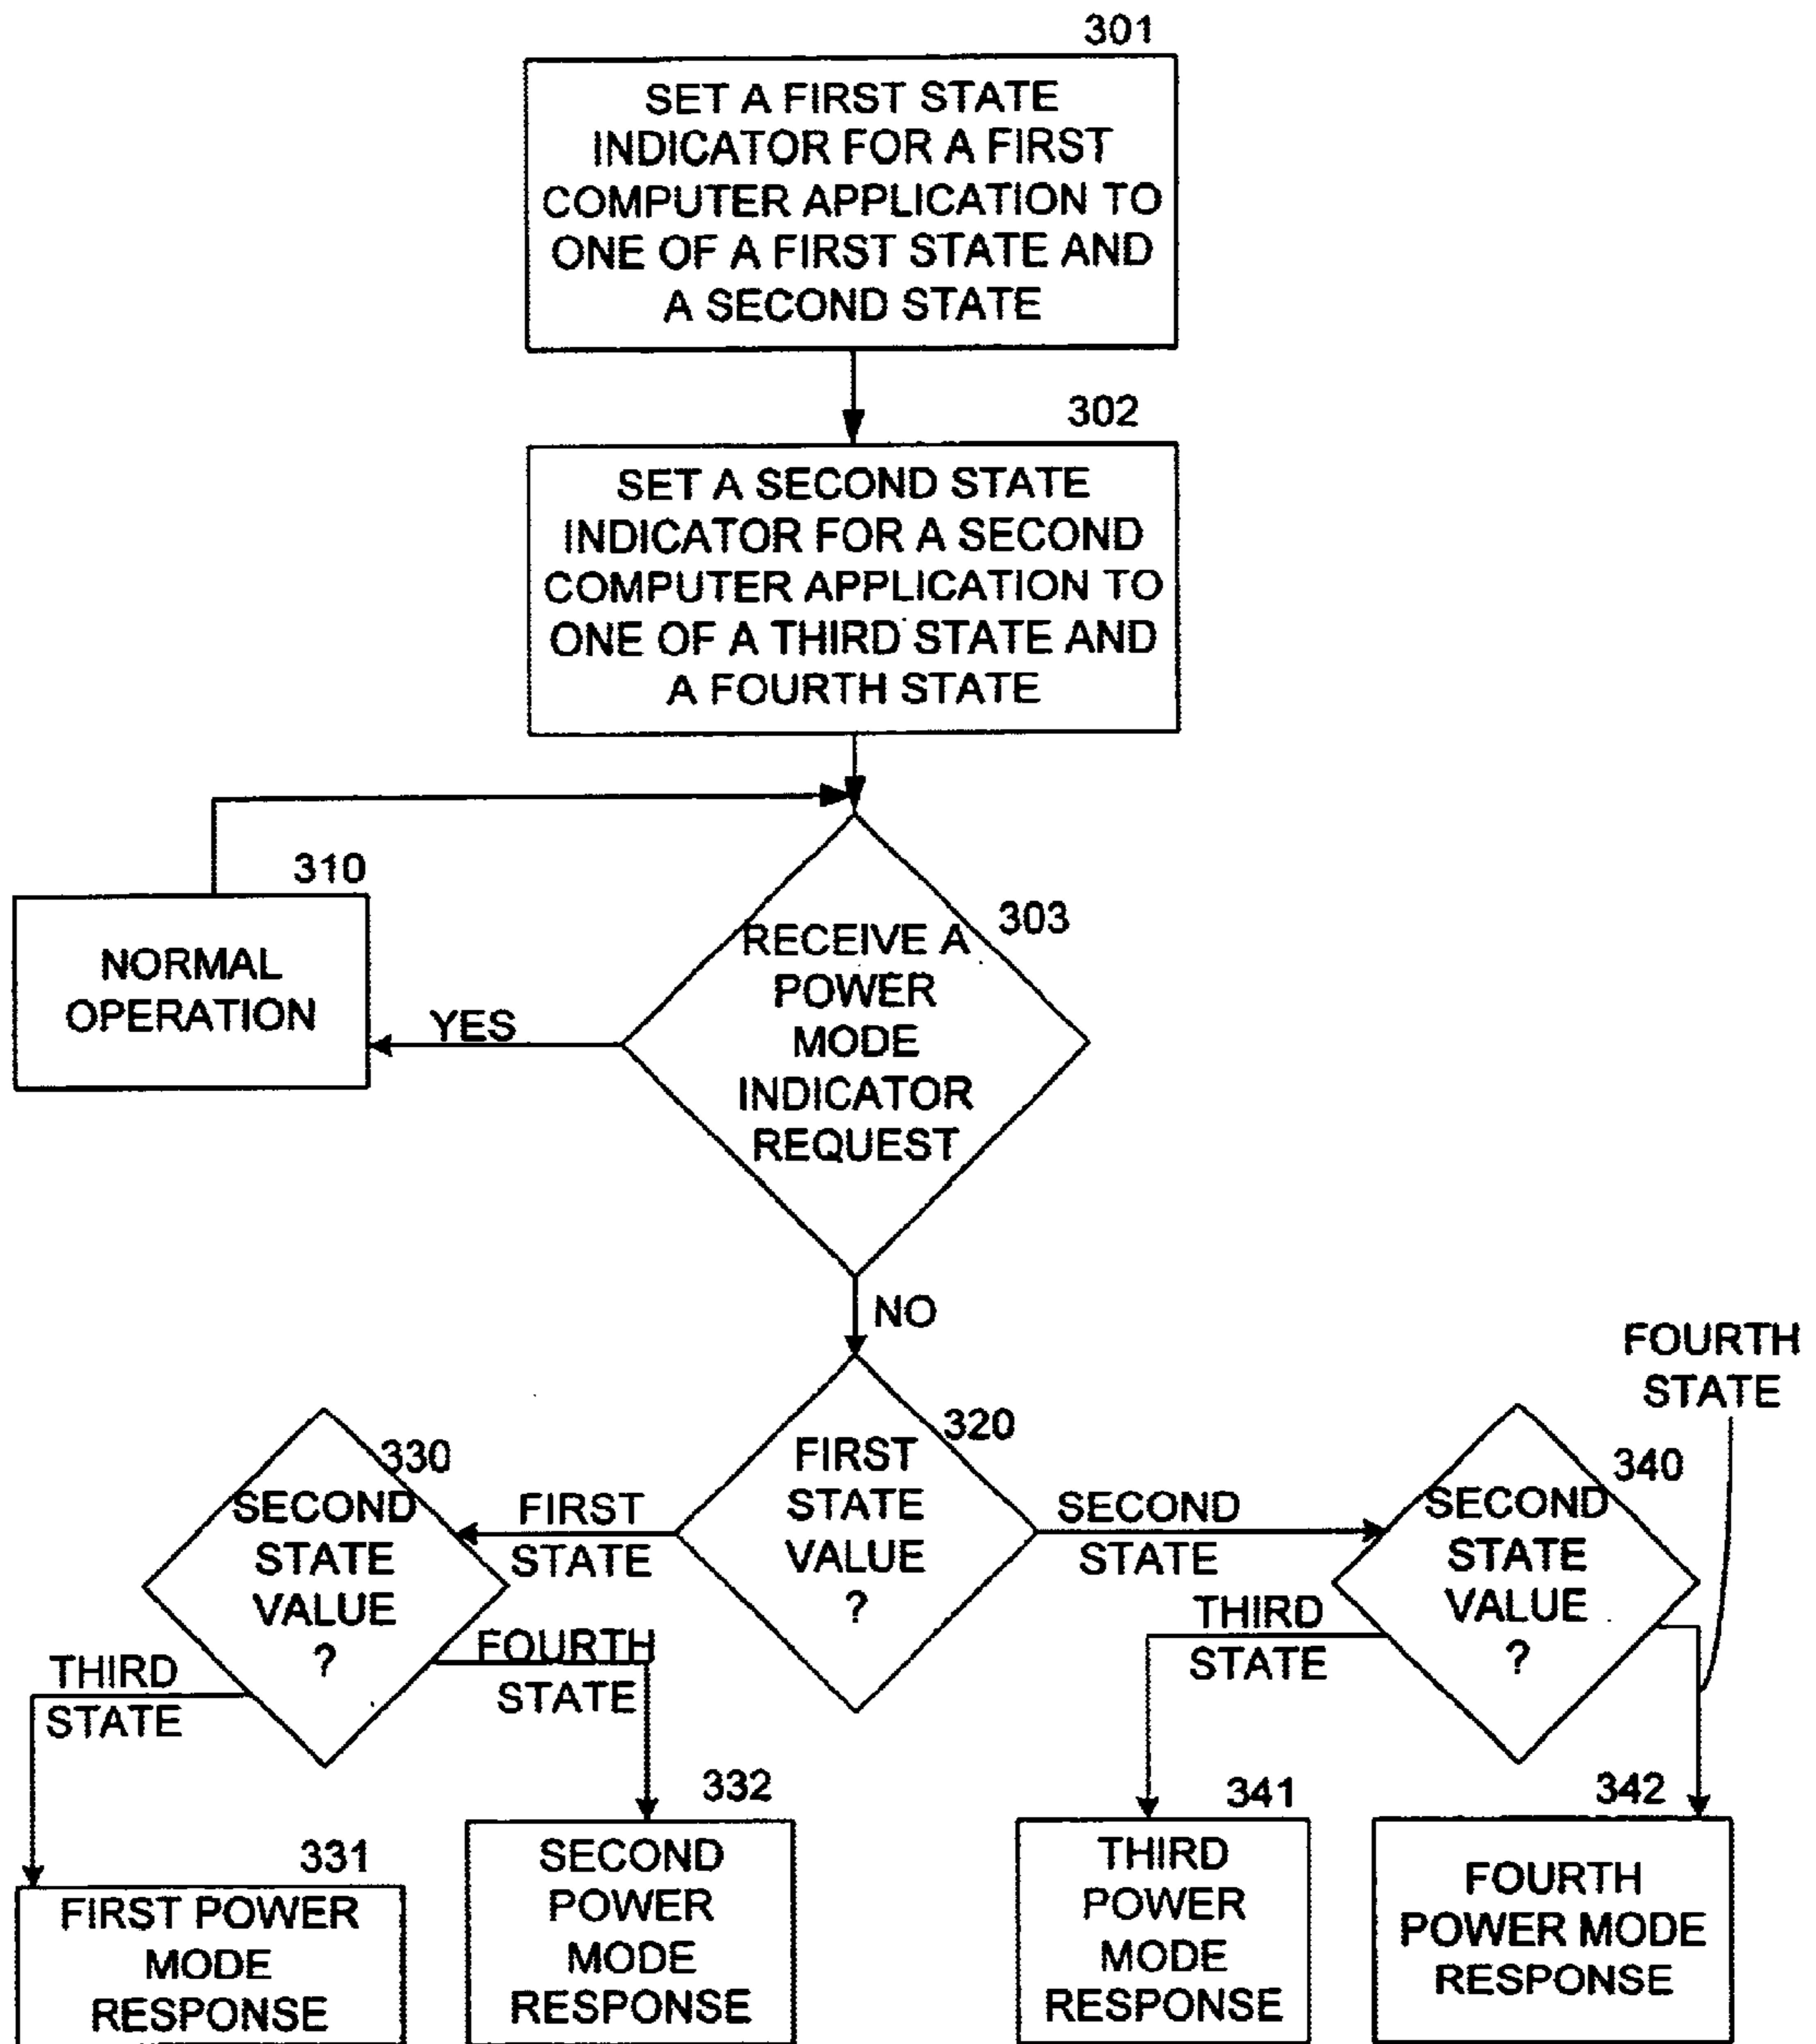 301
SET A FIRST STATE
INDICATOR FOR A FIRST
COMPUTER APPLICATION TO
ONE OF A FIRST STATE AND
A SECOND STATE
302
SET A SECOND STATE
INDICATOR FOR A SECOND
COMPUTER APPLICATION TO
ONE OF A THIRD STATE AND
A FOURTH STATE
310
NORMAL
OPERATION
YES
303
RECEIVE A
POWER
MODE
INDICATOR
REQUEST
NO
320
FIRST
STATE
VALUE
?
FIRST
STATE
SECOND
STATE
330
SECOND
STATE
VALUE
?
THIRD
STATE
FOURTH
STATE
340
SECOND
STATE
VALUE
?
THIRD
STATE
FOURTH
STATE
331
FIRST POWER
MODE
RESPONSE
332
SECOND
POWER
MODE
RESPONSE
341
THIRD
POWER
MODE
RESPONSE
342
FOURTH
POWER MODE
RESPONSE